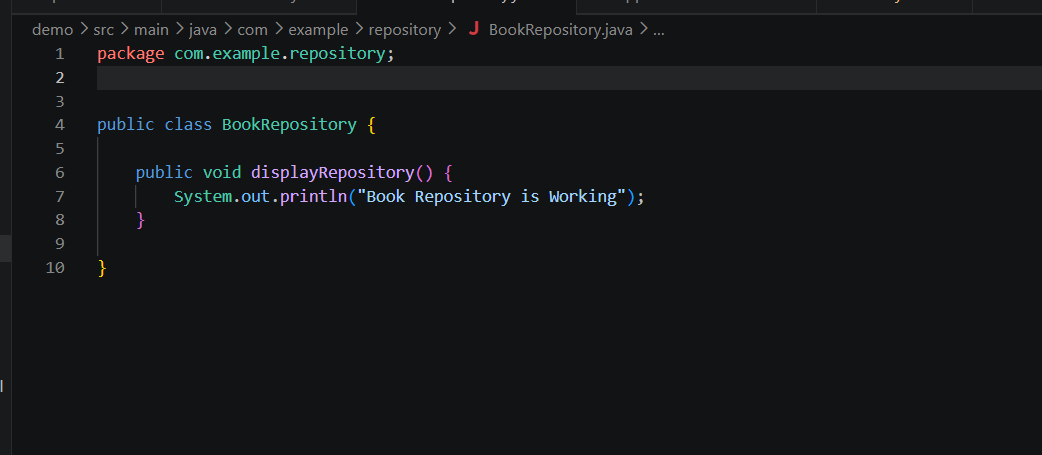 demo > src > main > java > com > example > repository > J BookRepository.java > ...
1 package com.example.repository;
2
3
4 public class BookRepository {
5
6 public void displayRepository() {
7 System.out.println("Book Repository is Working");
8 }
9
10 }